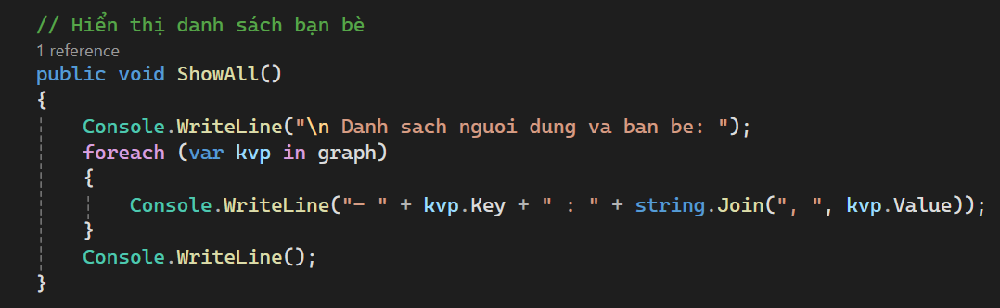 // Hiển thị danh sách bạn bè
1 reference
public void ShowAll()
{
Console.WriteLine("\n Danh sach nguoi dung va ban be: ");
foreach (var kvp in graph)
{
Console.WriteLine("- " + kvp.Key + " : " + string.Join(", ", kvp.Value));
}
Console.WriteLine();
}